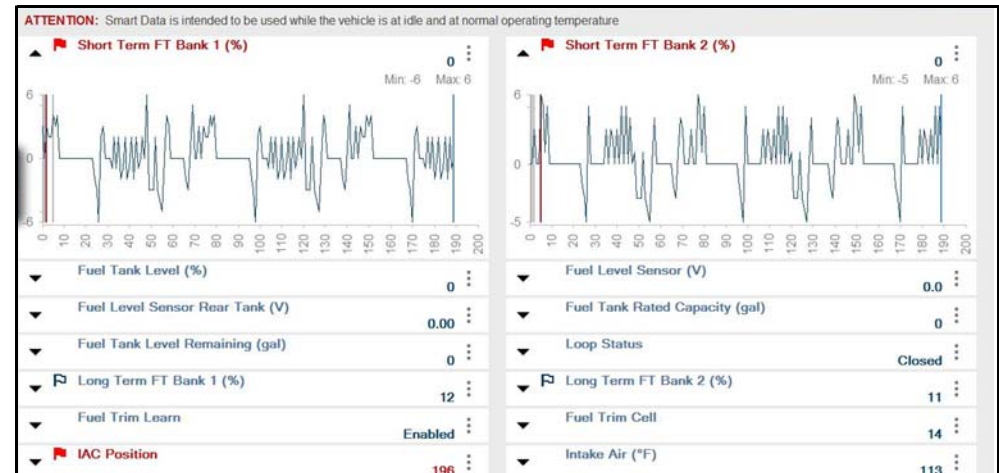 ATTENTION: Smart Data is intended to be used while the vehicle is at idle and at normal operating temperature
Short Term FT Bank 1 (%)
0
Min: -6 Max: 6
6
0
-6
0 10 20 30 40 50 60 70 80 90 100 110 120 130 140 150 160 170 180 190 200
Short Term FT Bank 2 (%)
0
Min: -5 Max: 6
6
0
-5
0 10 20 30 40 50 60 70 80 90 100 110 120 130 140 150 160 170 180 190 200
Fuel Tank Level (%)
0
Fuel Level Sensor (V)
0.0
Fuel Level Sensor Rear Tank (V)
0.00
Fuel Tank Rated Capacity (gal)
0
Fuel Tank Level Remaining (gal)
0
Loop Status
Closed
Long Term FT Bank 1 (%)
12
Long Term FT Bank 2 (%)
11
Fuel Trim Learn
Enabled
Fuel Trim Cell
14
IAC Position
196
Intake Air (°F)
113